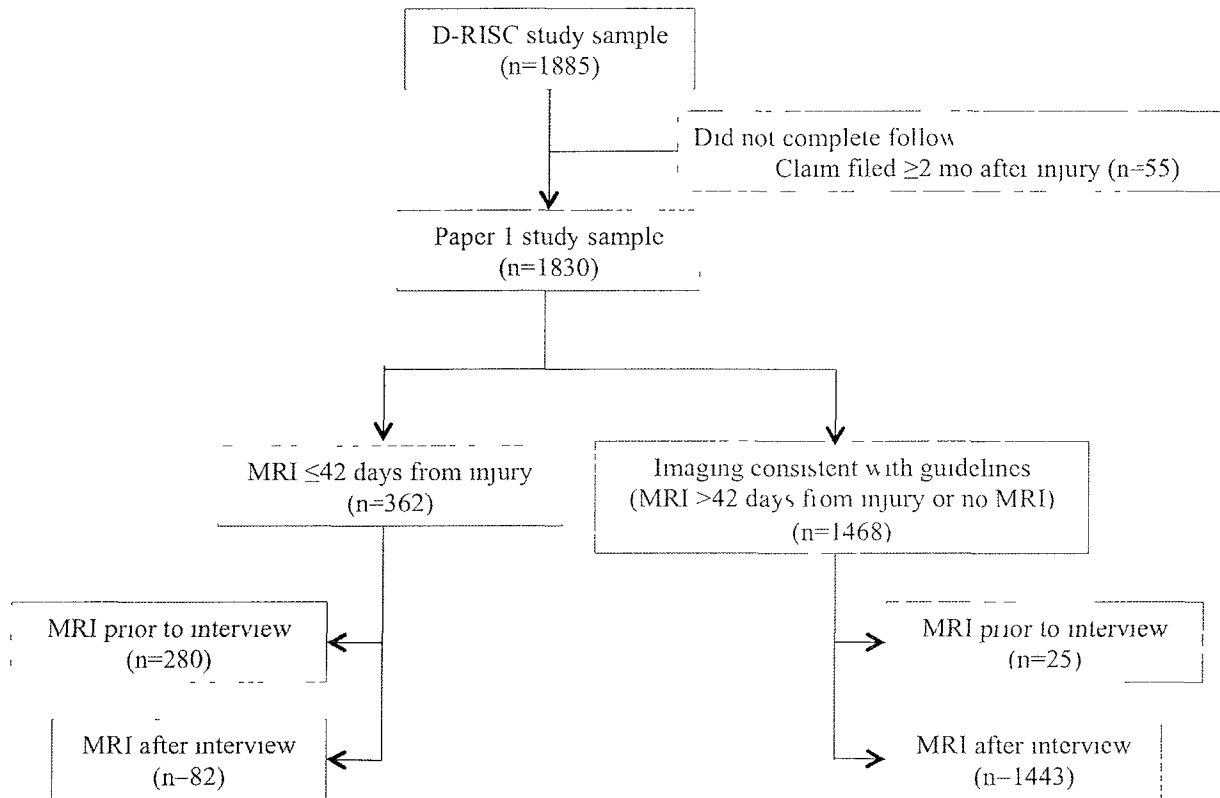 D-RISC study sample
(n=1885)
Did not complete follow
Claim filed ≥2 mo after injury (n=55)
Paper 1 study sample
(n=1830)
MRI ≤42 days from injury
(n=362)
Imaging consistent with guidelines
(MRI >42 days from injury or no MRI)
(n=1468)
MRI prior to interview
(n=280)
MRI prior to interview
(n=25)
MRI after interview
(n=82)
MRI after interview
(n=1443)